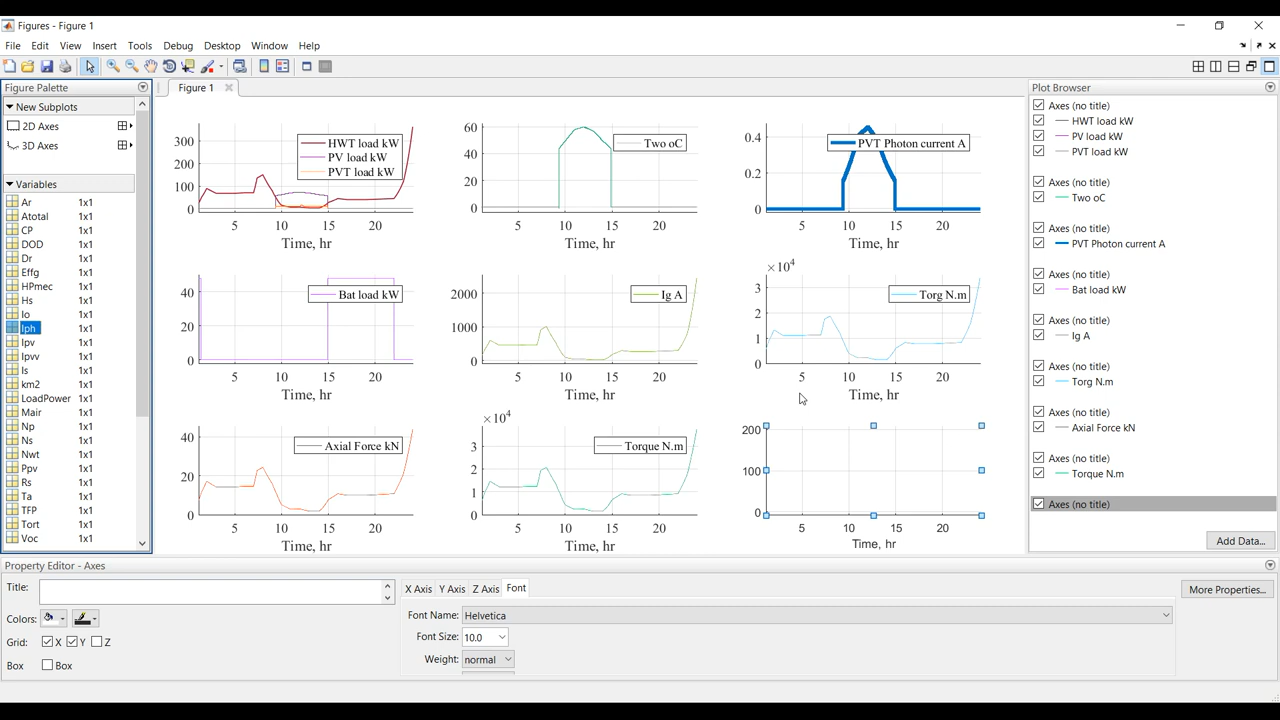 Figures - Figure 1
File Edit View Insert Tools Debug Desktop Window Help
Figure Palette
New Subplots
2D Axes
3D Axes
Variables
Ar 1x1
Atotal 1x1
CP 1x1
DOD 1x1
Dr 1x1
Effg 1x1
HPmec 1x1
Hs 1x1
Io 1x1
Iph 1x1
Ipv 1x1
Ipvv 1x1
Is 1x1
km2 1x1
LoadPower 1x1
Mair 1x1
Np 1x1
Ns 1x1
Nwt 1x1
Ppv 1x1
Rs 1x1
Ta 1x1
TFP 1x1
Tort 1x1
Voc 1x1
Figure 1
300
200
100
0
HWT load kW
PV load kW
PVT load kW
5 10 15 20
Time, hr
60
40
20
0
Two oC
5 10 15 20
Time, hr
0.4
0.2
0
PVT Photon current A
5 10 15 20
Time, hr
40
20
0
Bat load kW
5 10 15 20
Time, hr
2000
1000
0
Ig A
5 10 15 20
Time, hr
×10^4
3
2
1
0
Torg N.m
5 10 15 20
Time, hr
40
20
0
Axial Force kN
5 10 15 20
Time, hr
×10^4
3
2
1
0
Torque N.m
5 10 15 20
Time, hr
200
100
0
5 10 15 20
Time, hr
Plot Browser
Axes (no title)
HWT load kW
PV load kW
PVT load kW
Axes (no title)
Two oC
Axes (no title)
PVT Photon current A
Axes (no title)
Bat load kW
Axes (no title)
Ig A
Axes (no title)
Torg N.m
Axes (no title)
Axial Force kN
Axes (no title)
Torque N.m
Axes (no title)
Add Data...
Property Editor - Axes
Title:
Colors:
Grid: X Y Z
Box Box
X Axis Y Axis Z Axis Font
Font Name: Helvetica
Font Size: 10.0
Weight: normal
More Properties...